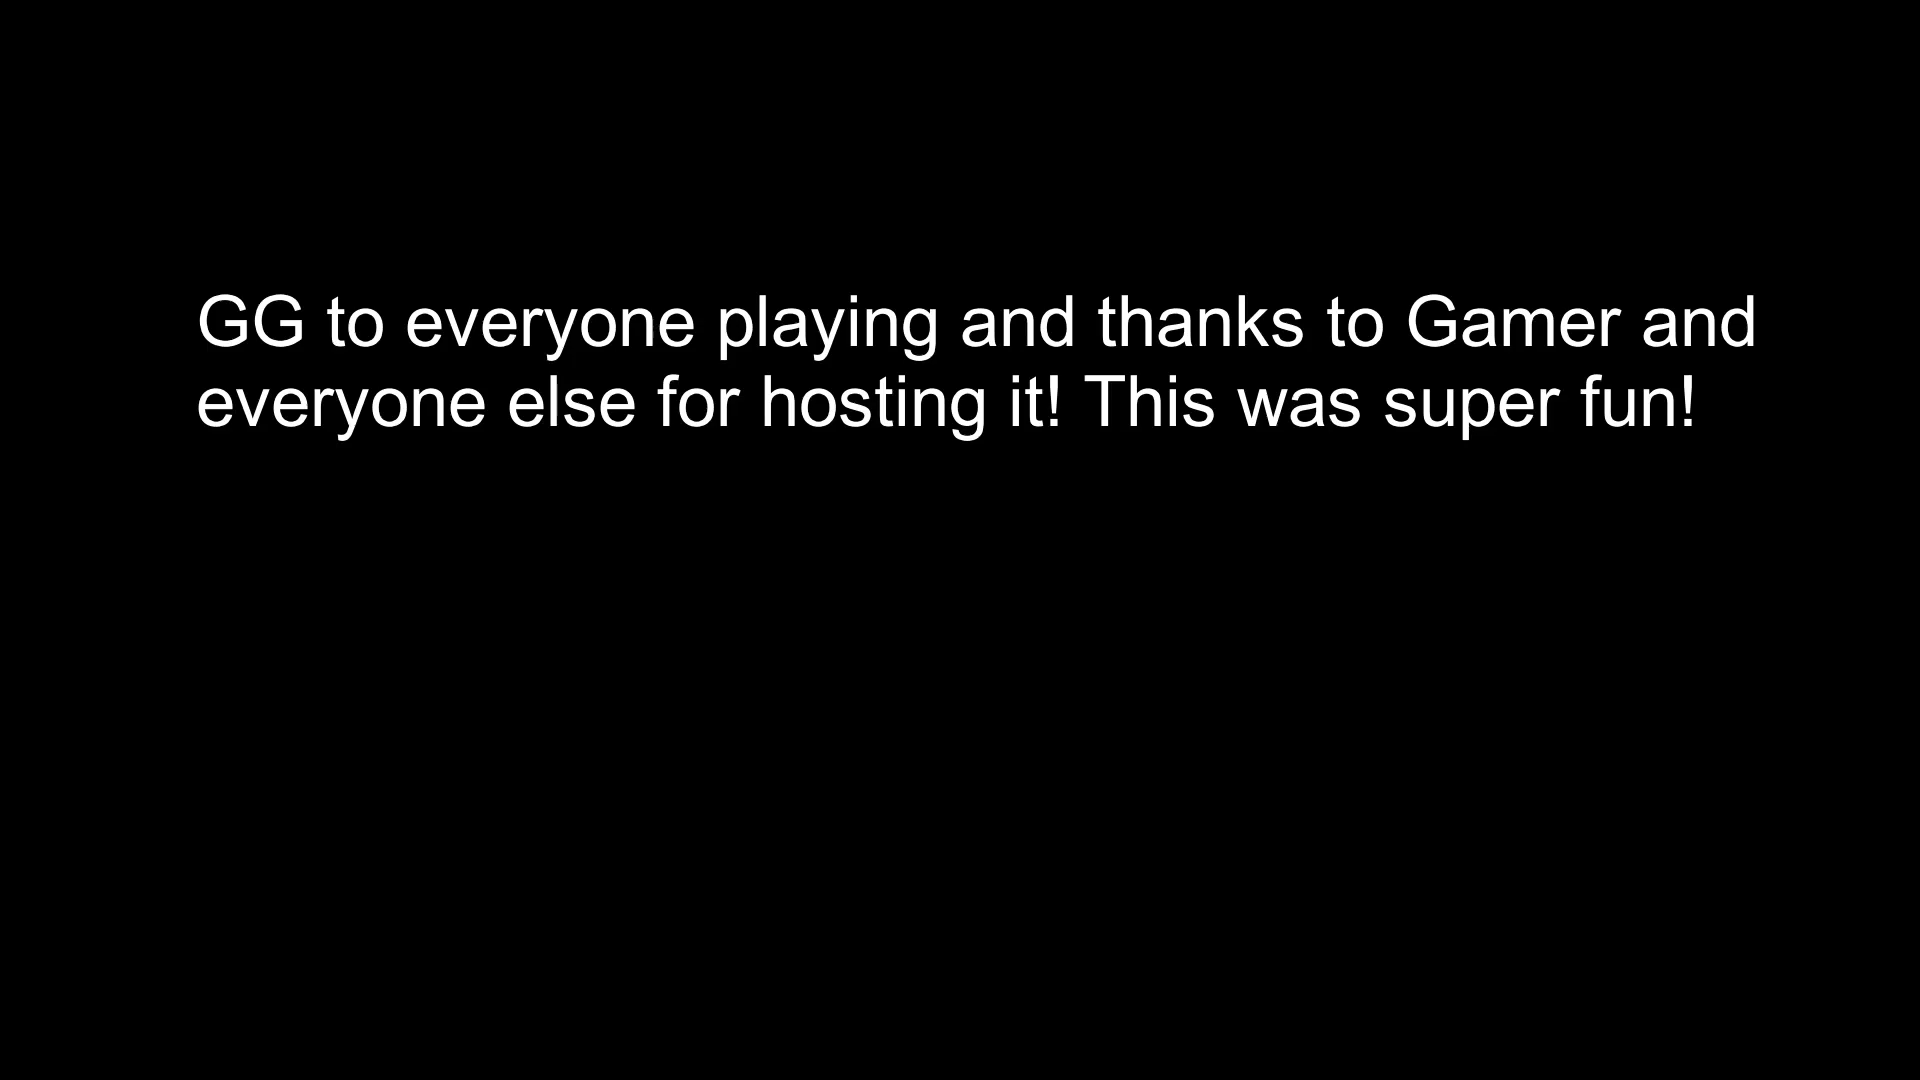 GG to everyone playing and thanks to Gamer and
everyone else for hosting it! This was super fun!